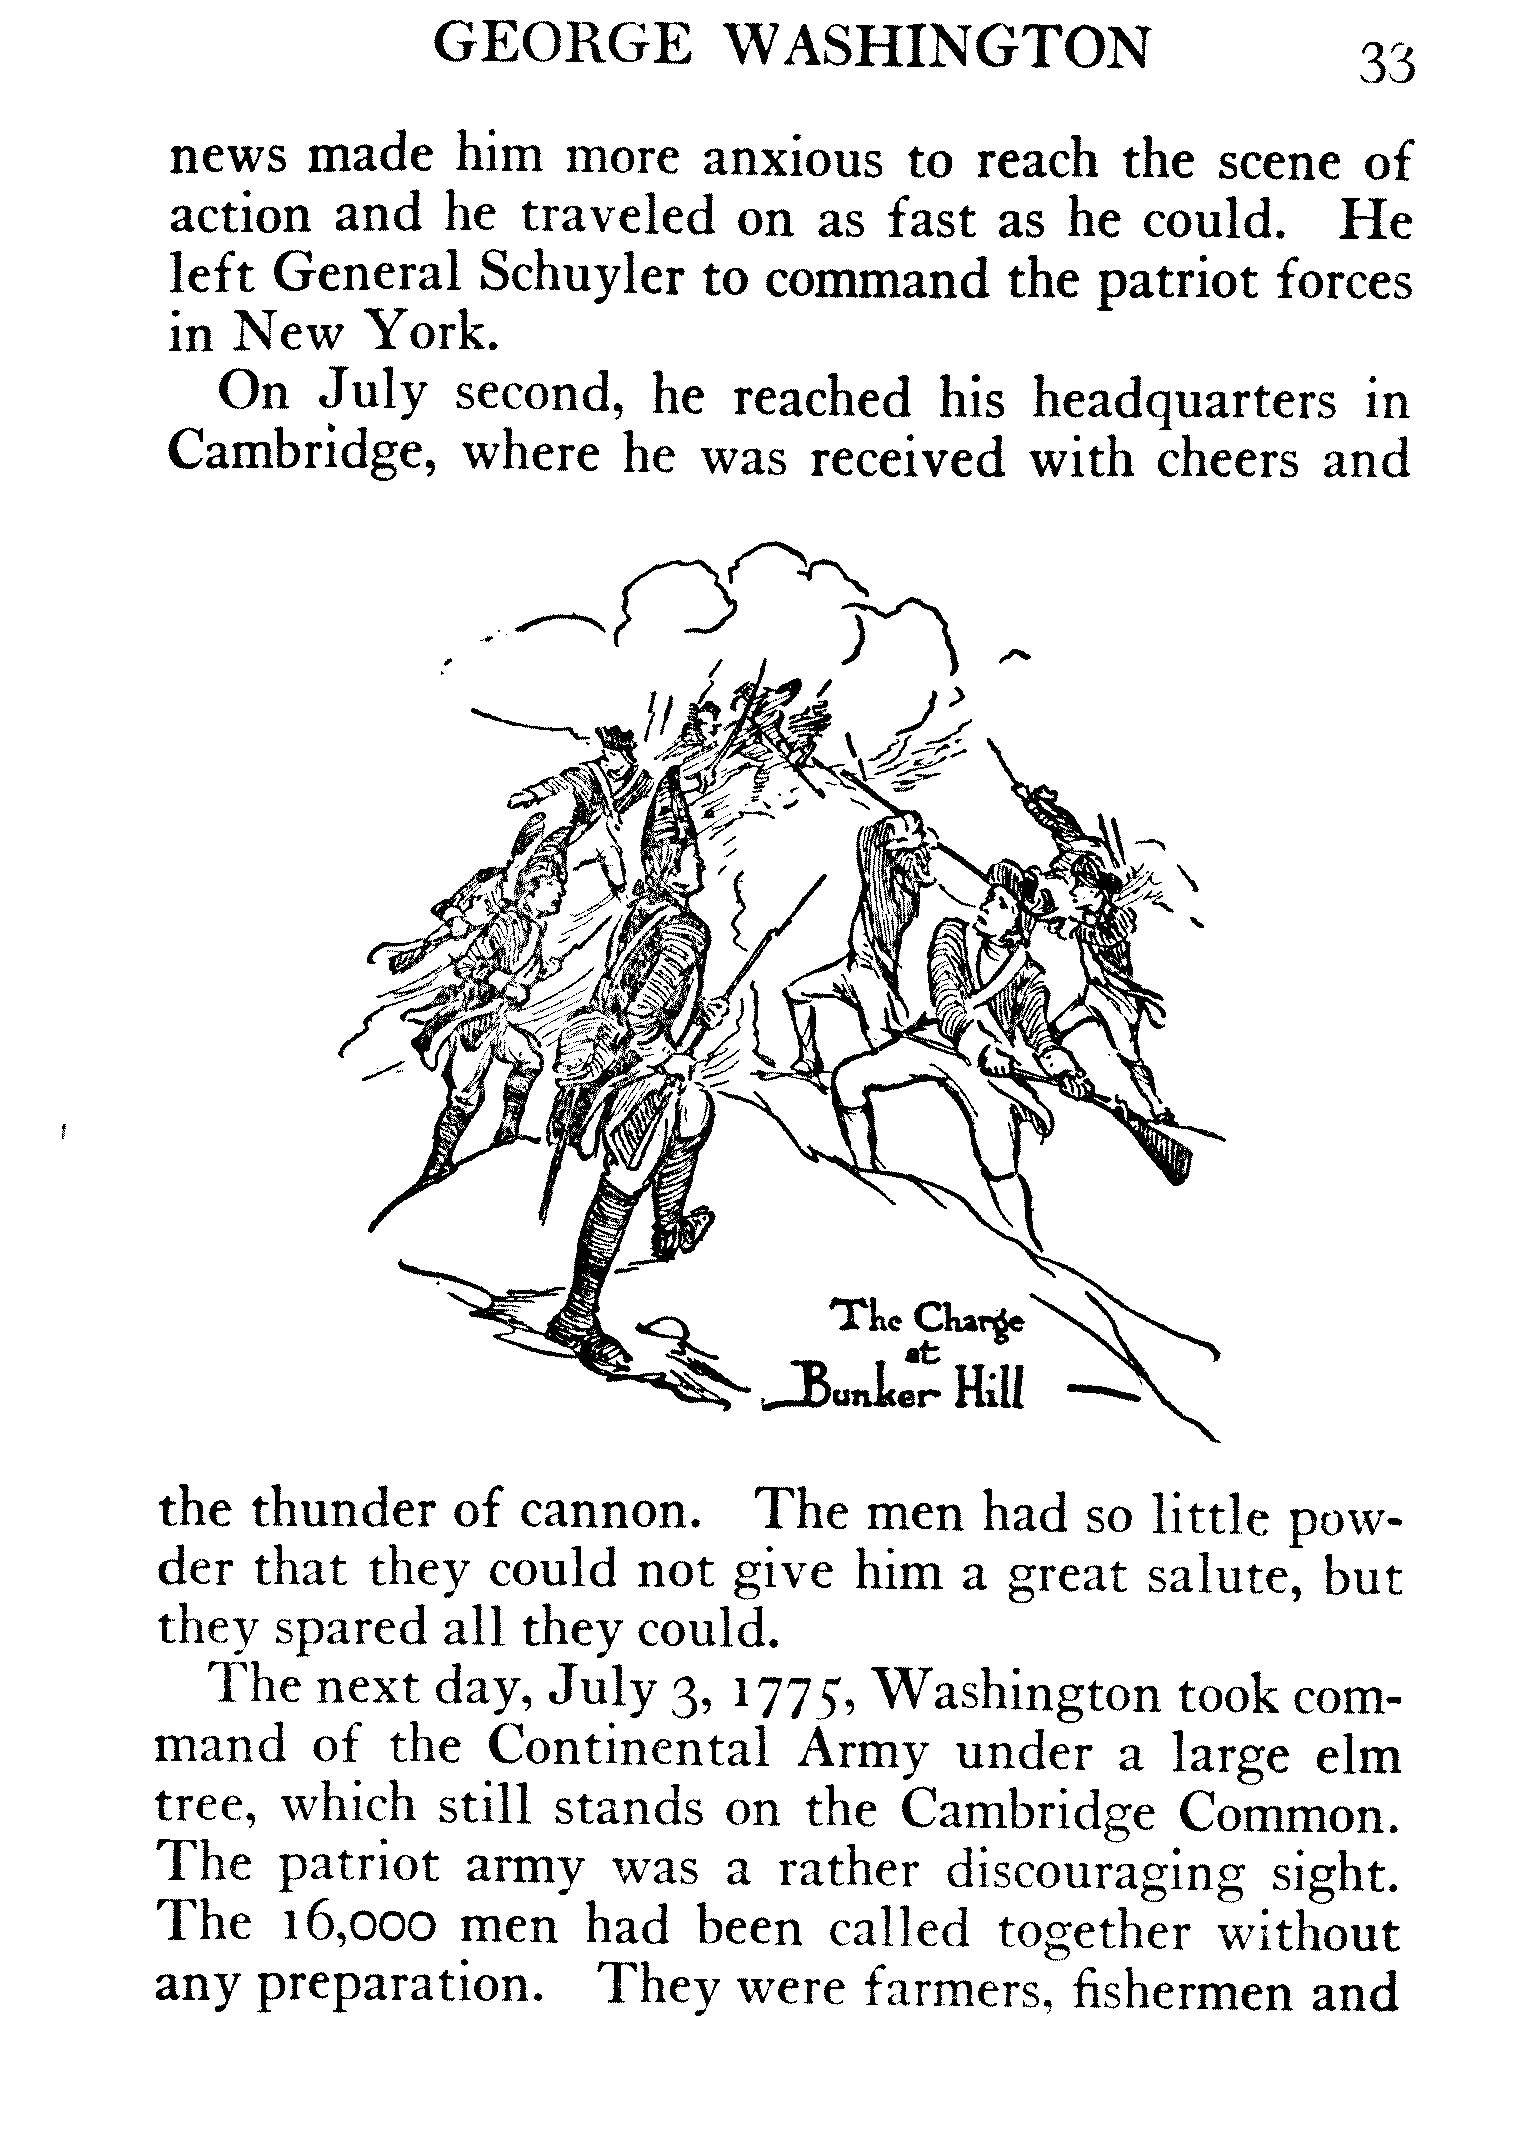 GEORGE WASHINGTON 33
news made him more anxious to reach the scene of
action and he traveled on as fast as he could. He
left General Schuyler to command the patriot forces
in New York.
On July second, he reached his headquarters in
Cambridge, where he was received with cheers and
The Charge
at
Bunker Hill
the thunder of cannon. The men had so little pow-
der that they could not give him a great salute, but
they spared all they could.
The next day, July 3, 1775, Washington took com-
mand of the Continental Army under a large elm
tree, which still stands on the Cambridge Common.
The patriot army was a rather discouraging sight.
The 16,000 men had been called together without
any preparation. They were farmers, fishermen and